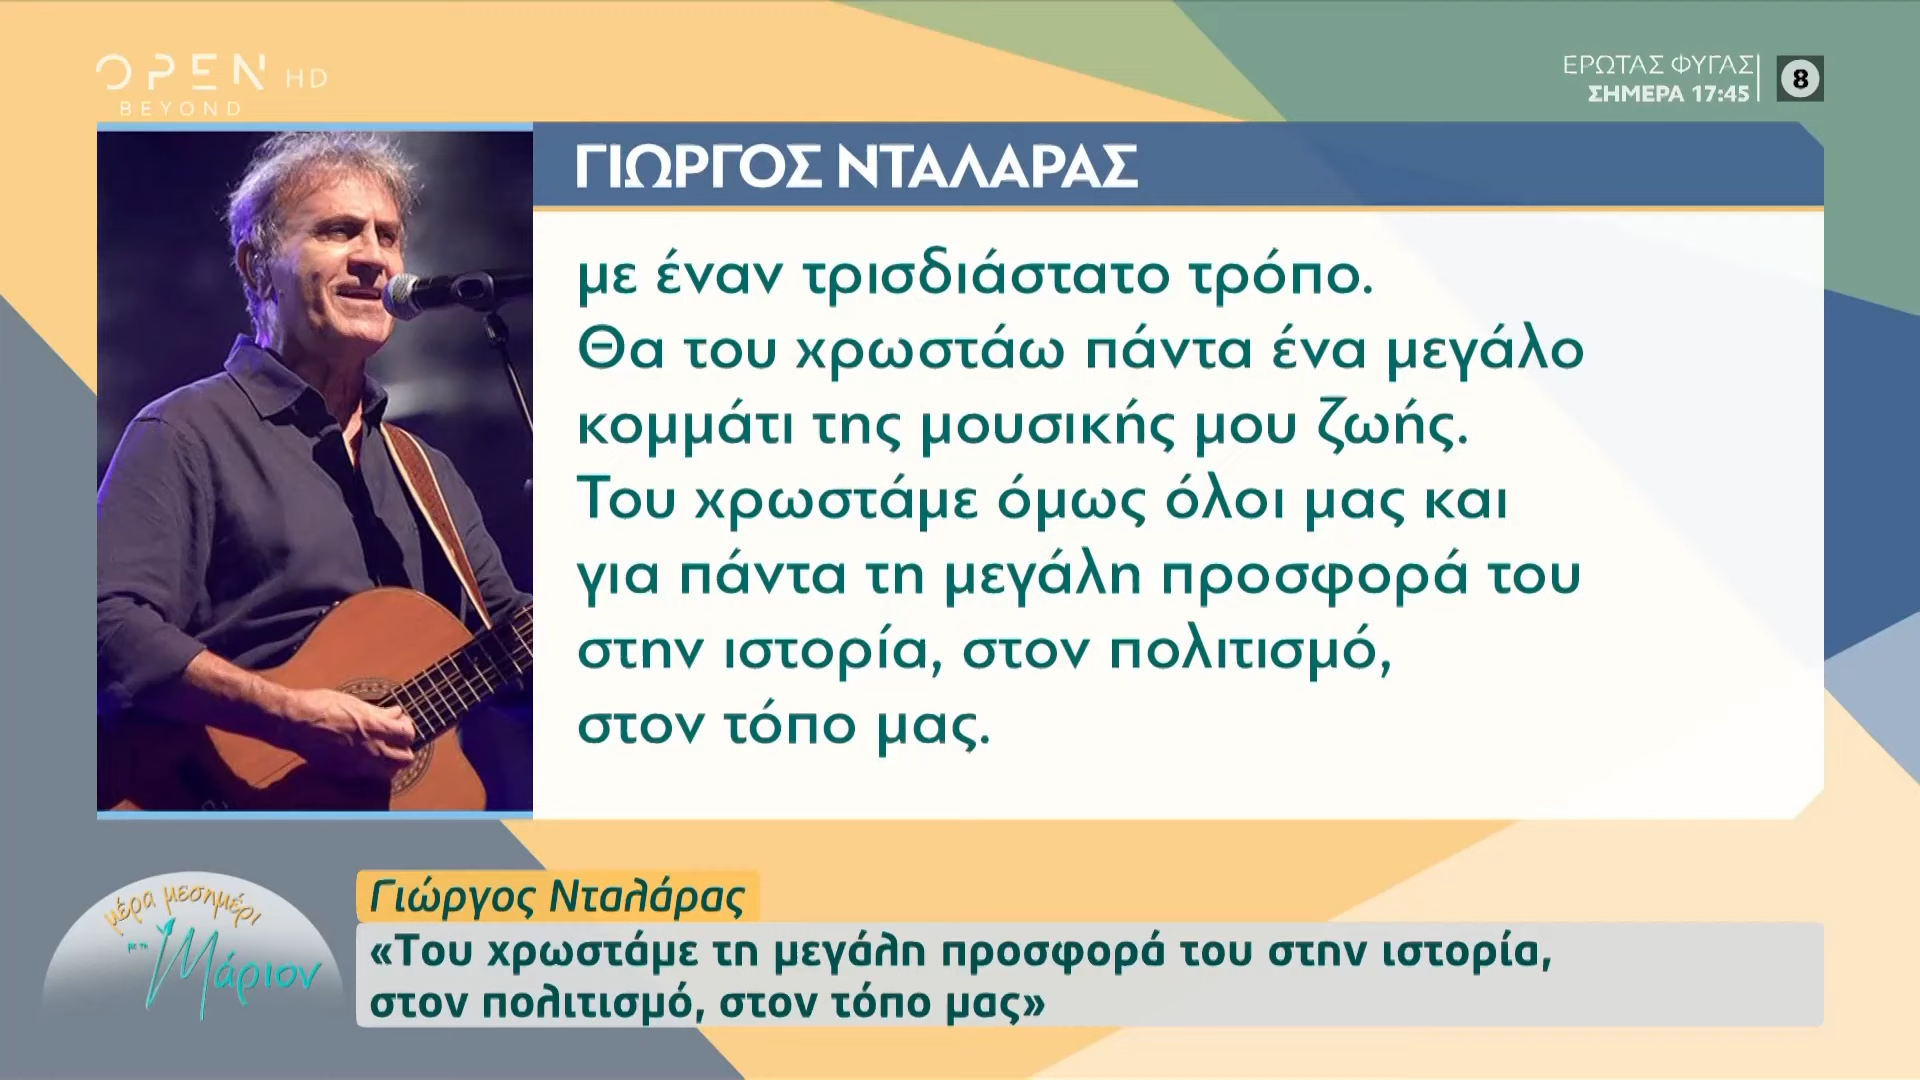 OPEN HD
BEYOND
ΕΡΩΤΑΣ ΦΥΓΑΣ
ΣΗΜΕΡΑ 17:45
8
ΓΙΩΡΓΟΣ ΝΤΑΛΑΡΑΣ
με έναν τρισδιάστατο τρόπο.
Θα του χρωστάω πάντα ένα μεγάλο
κομμάτι της μουσικής μου ζωής.
Του χρωστάμε όμως όλοι μας και
για πάντα τη μεγάλη προσφορά του
στην ιστορία, στον πολιτισμό,
στον τόπο μας.
μέρα μεσημέρι
με τη
Μάριον
Γιώργος Νταλάρας
«Του χρωστάμε τη μεγάλη προσφορά του στην ιστορία,
στον πολιτισμό, στον τόπο μας»